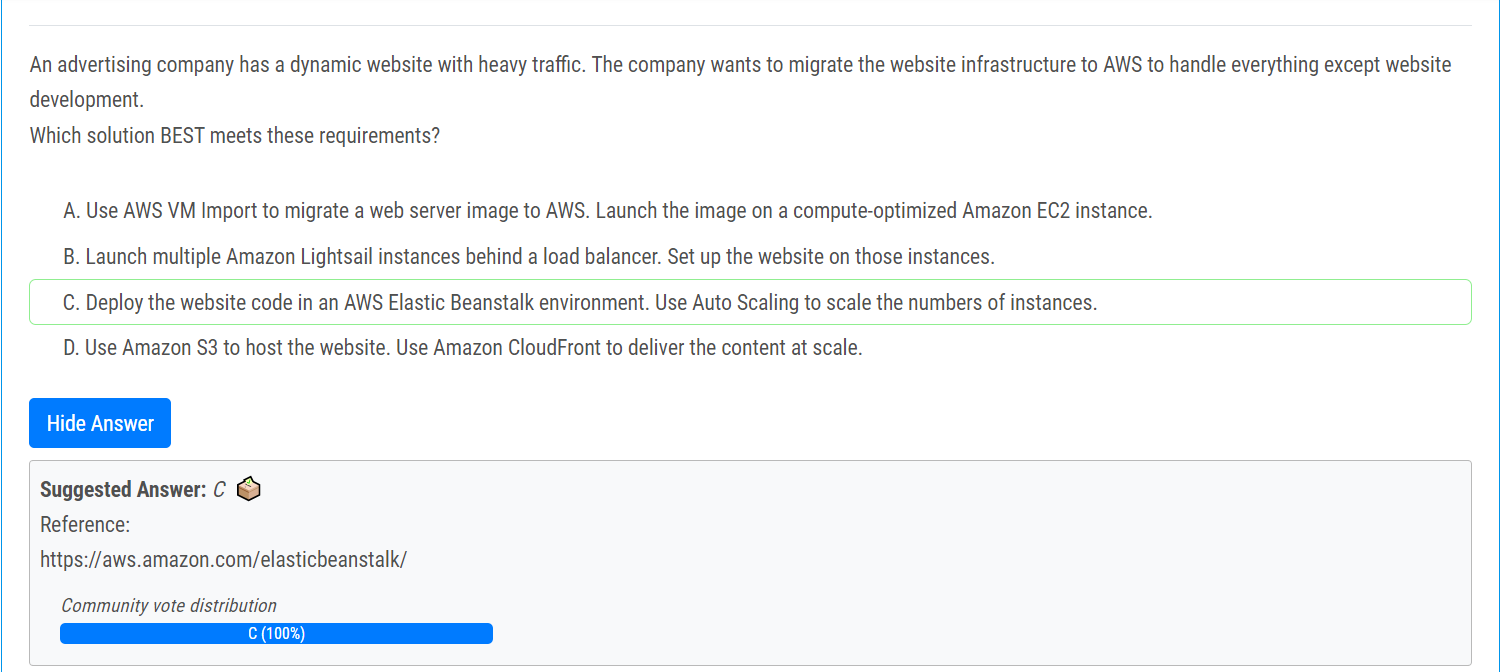 An advertising company has a dynamic website with heavy traffic. The company wants to migrate the website infrastructure to AWS to handle everything except website
development.
Which solution BEST meets these requirements?
A. Use AWS VM Import to migrate a web server image to AWS. Launch the image on a compute-optimized Amazon EC2 instance.
B. Launch multiple Amazon Lightsail instances behind a load balancer. Set up the website on those instances.
C. Deploy the website code in an AWS Elastic Beanstalk environment. Use Auto Scaling to scale the numbers of instances.
D. Use Amazon S3 to host the website. Use Amazon CloudFront to deliver the content at scale.
Hide Answer
Suggested Answer: C
Reference:
https://aws.amazon.com/elasticbeanstalk/
Community vote distribution
C (100%)